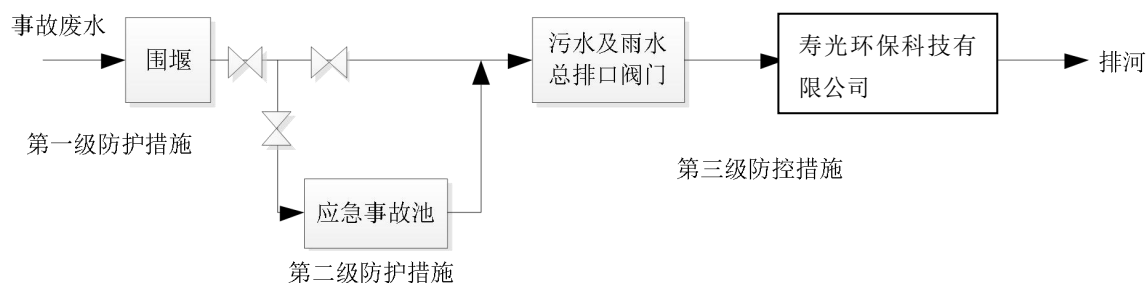 事故废水
围堰
污水及雨水
总排口阀门
寿光环保科技有
限公司
排河
第一级防护措施
第三级防控措施
应急事故池
第二级防护措施